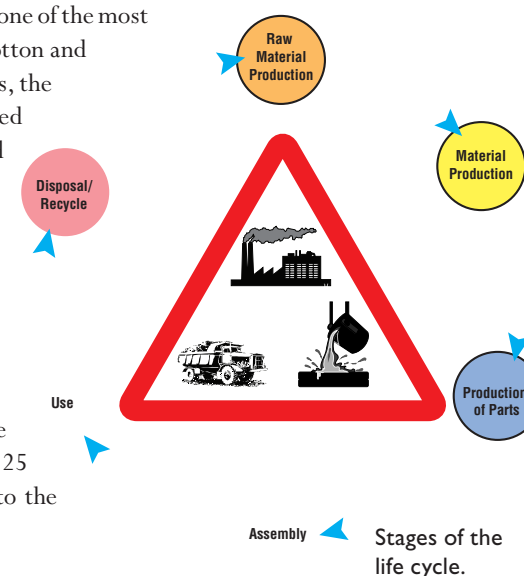 one of the most
otton and
s, the
ed
l
e
25
to the
Raw
Material
Production
Material
Production
Production
of Parts
Assembly
Use
Disposal/
Recycle
Stages of the
life cycle.